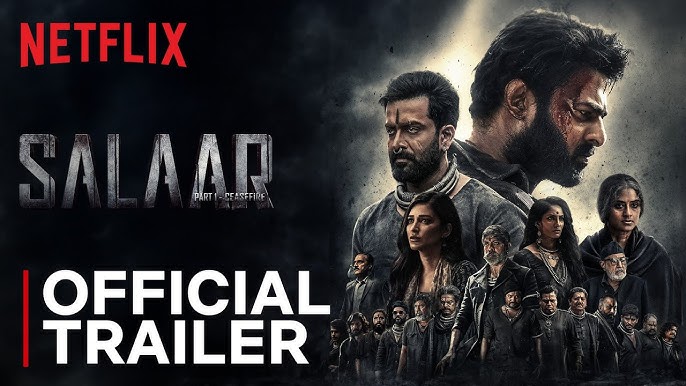 NETFLIX
SALAAR
PART 1 - CEASEFIRE
OFFICIAL
TRAILER